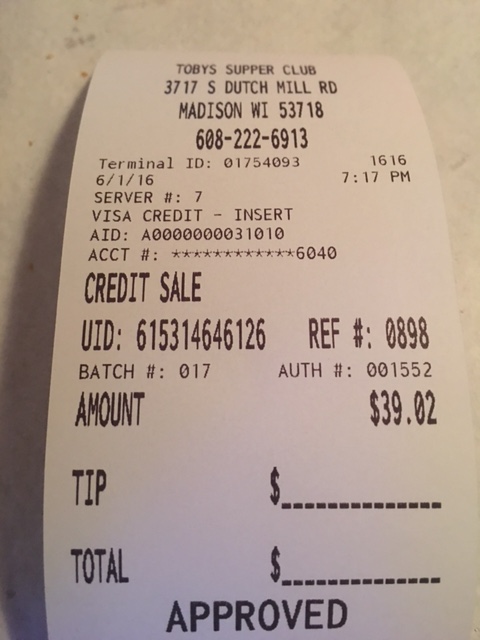 TOBYS SUPPER CLUB
3717 S DUTCH MILL RD
MADISON WI 53718
608-222-6913
Terminal ID: 01754093 1616
6/1/16 7:17 PM
SERVER #: 7
VISA CREDIT - INSERT
AID: A0000000031010
ACCT #: ************6040
CREDIT SALE
UID: 615314646126 REF #: 0898
BATCH #: 017 AUTH #: 001552
AMOUNT $39.02
TIP $_______________
TOTAL $_______________
APPROVED